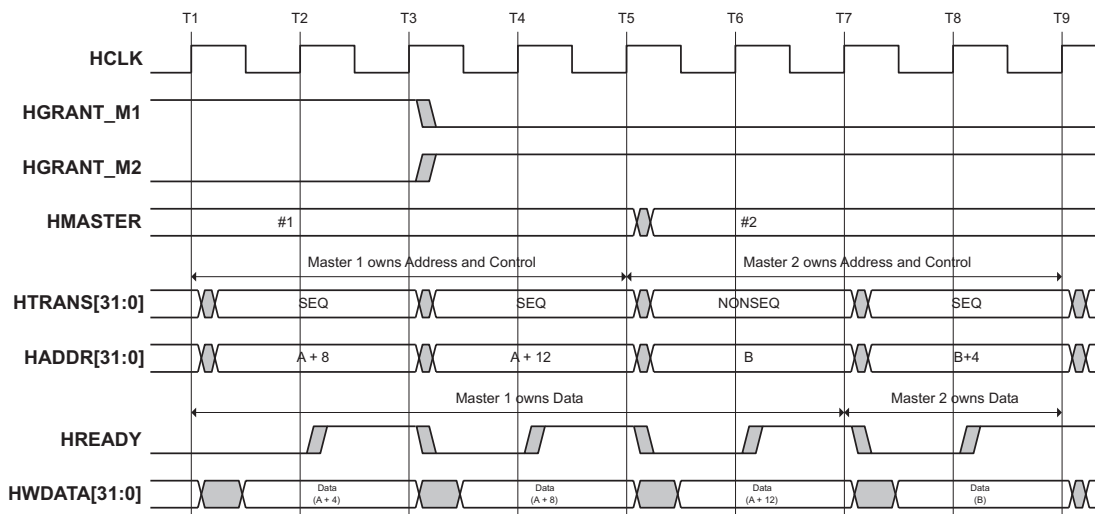 T1 T2 T3 T4 T5 T6 T7 T8 T9
HCLK
HGRANT_M1
HGRANT_M2
HMASTER #1 #2
Master 1 owns Address and Control Master 2 owns Address and Control
HTRANS[31:0] SEQ SEQ NONSEQ SEQ
HADDR[31:0] A + 8 A + 12 B B+4
Master 1 owns Data Master 2 owns Data
HREADY
HWDATA[31:0] Data Data Data Data
(A + 4) (A + 8) (A + 12) (B)